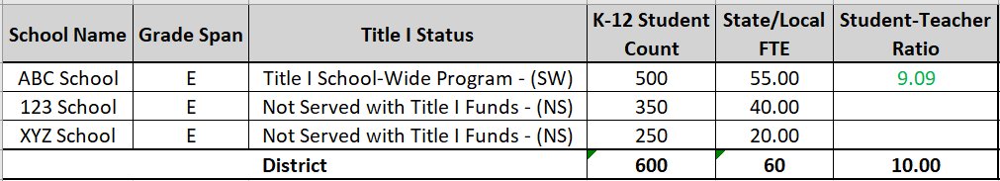 School Name Grade Span Title I Status K-12 Student Count State/Local FTE Student-Teacher Ratio
ABC School E Title I School-Wide Program - (SW) 500 55.00 9.09
123 School E Not Served with Title I Funds - (NS) 350 40.00
XYZ School E Not Served with Title I Funds - (NS) 250 20.00
District 600 60 10.00